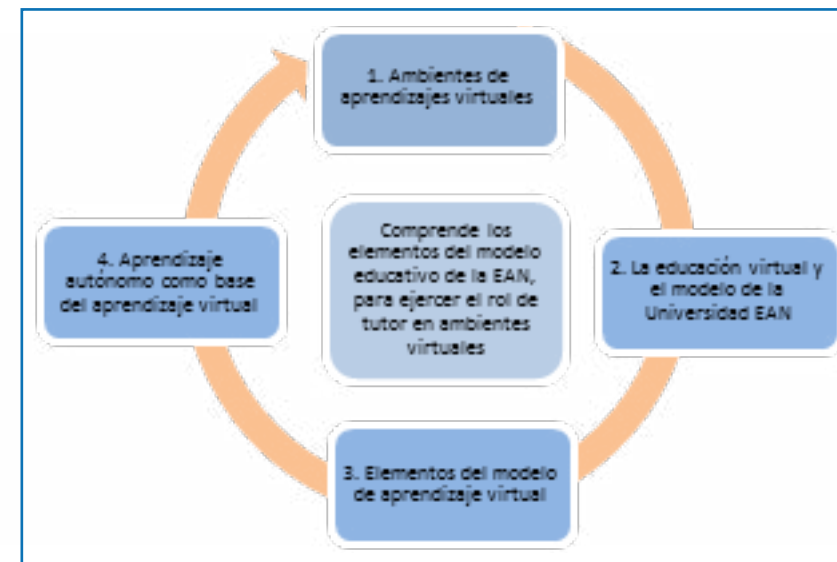 1. Ambientes de
aprendizajes virtuales
2. La educación virtual y
el modelo de la
Universidad EAN
3. Elementos del modelo
de aprendizaje virtual
4. Aprendizaje
autónomo como base
del aprendizaje virtual
Comprende los
elementos del modelo
educativo de la EAN,
para ejercer el rol de
tutor en ambientes
virtuales